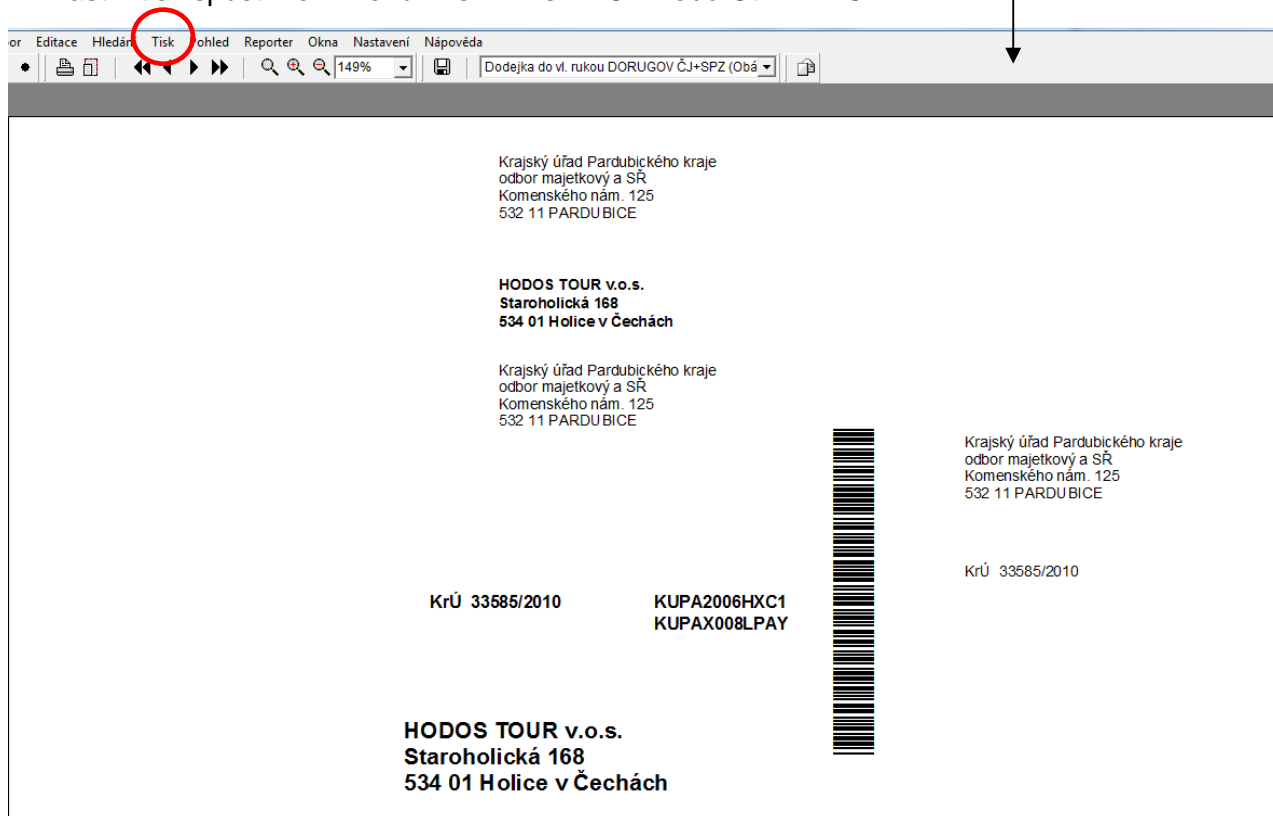 Editace Hledání Tisk Pohled Reporter Okna Nastavení Nápověda
149% Dodejka do vl. rukou DORUGOV ČJ+SPZ (Obá
Krajský úřad Pardubického kraje
odbor majetkový a SŘ
Komenského nám. 125
532 11 PARDUBICE
HODOS TOUR v.o.s.
Staroholická 168
534 01 Holice v Čechách
Krajský úřad Pardubického kraje
odbor majetkový a SŘ
Komenského nám. 125
532 11 PARDUBICE
Krajský úřad Pardubického kraje
odbor majetkový a SŘ
Komenského nám. 125
532 11 PARDUBICE
KrÚ 33585/2010
KrÚ 33585/2010 KUPA2006HXC1
KUPAX008LPAY
HODOS TOUR v.o.s.
Staroholická 168
534 01 Holice v Čechách